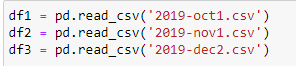 df1 = pd.read_csv('2019-oct1.csv')
df2 = pd.read_csv('2019-nov1.csv')
df3 = pd.read_csv('2019-dec2.csv')